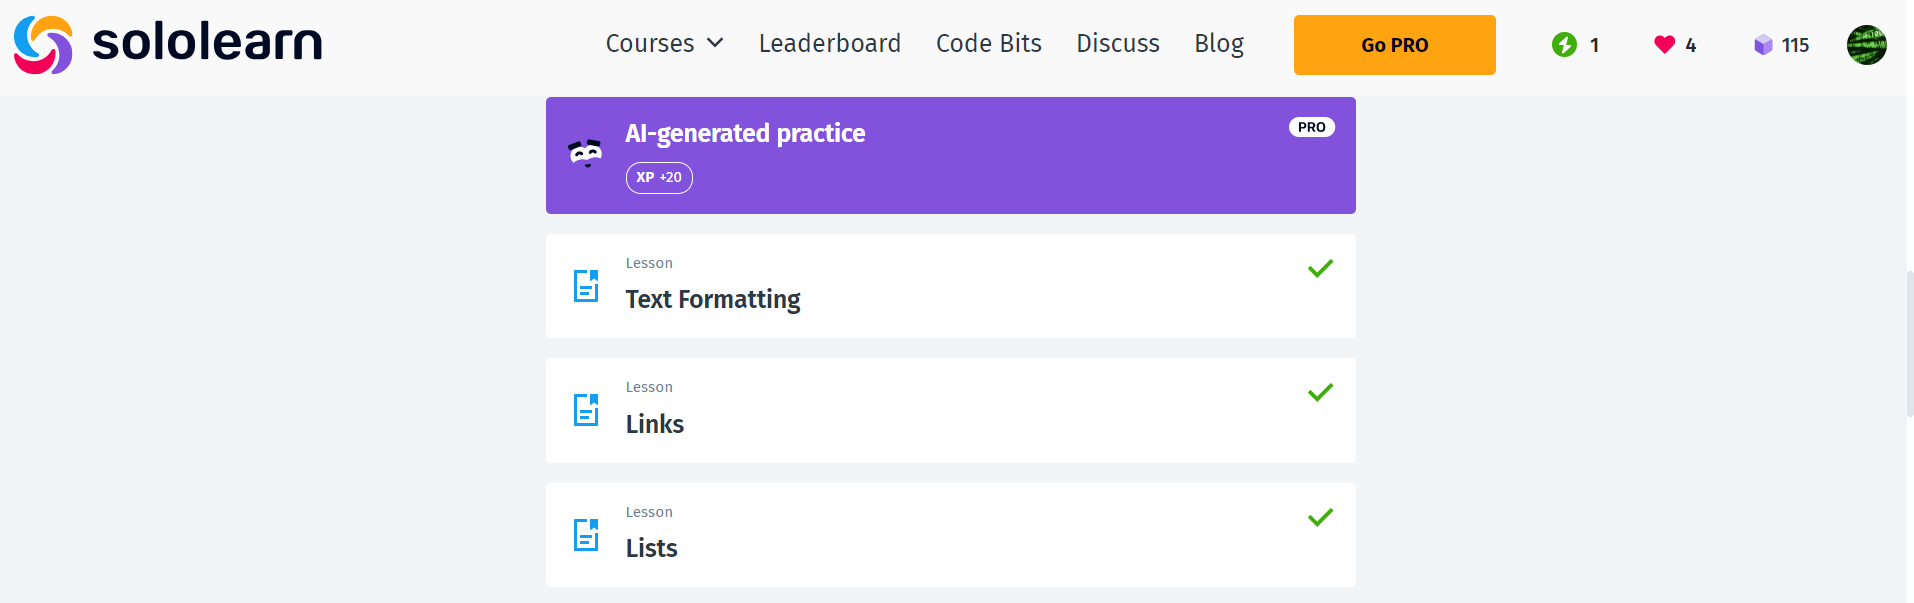 sololearn
Courses
Leaderboard
Code Bits
Discuss
Blog
Go PRO
1
4
115
AI-generated practice
PRO
XP +20
Lesson
Text Formatting
Lesson
Links
Lesson
Lists